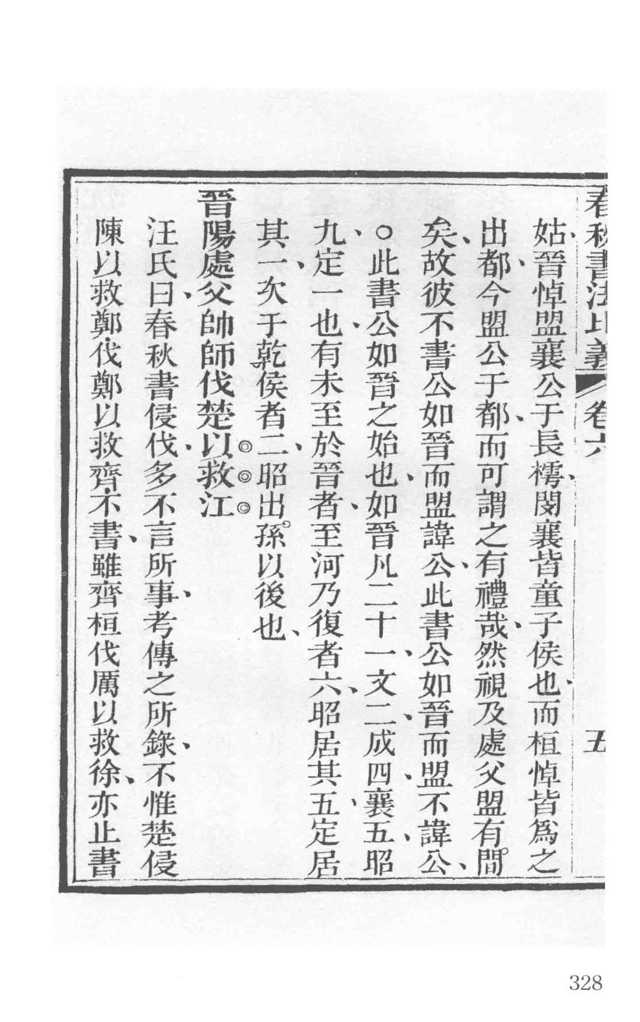 春秋書法比義 卷六 五
姑、晉悼盟襄公于長樗、閔襄皆童子侯也、而桓悼皆爲之
出都、今盟公于都、而可謂之有禮哉、然視及處父盟有間
矣、故彼不書公如晉而盟、諱公、此書公如晉而盟、不諱公、
○此書公如晉之始也、如晉凡二十一、文二、成四、襄五、昭
九、定一也、有未至於晉者、至河乃復者六、昭居其五、定居
其一、次于乾侯者二、昭出孫以後也、
晉陽處父帥師伐楚以救江
汪氏曰、春秋書侵伐、多不言所事、考傳之所錄、不惟楚侵
陳以救鄭、伐鄭以救齊、不書、雖齊桓伐厲以救徐、亦止書
328